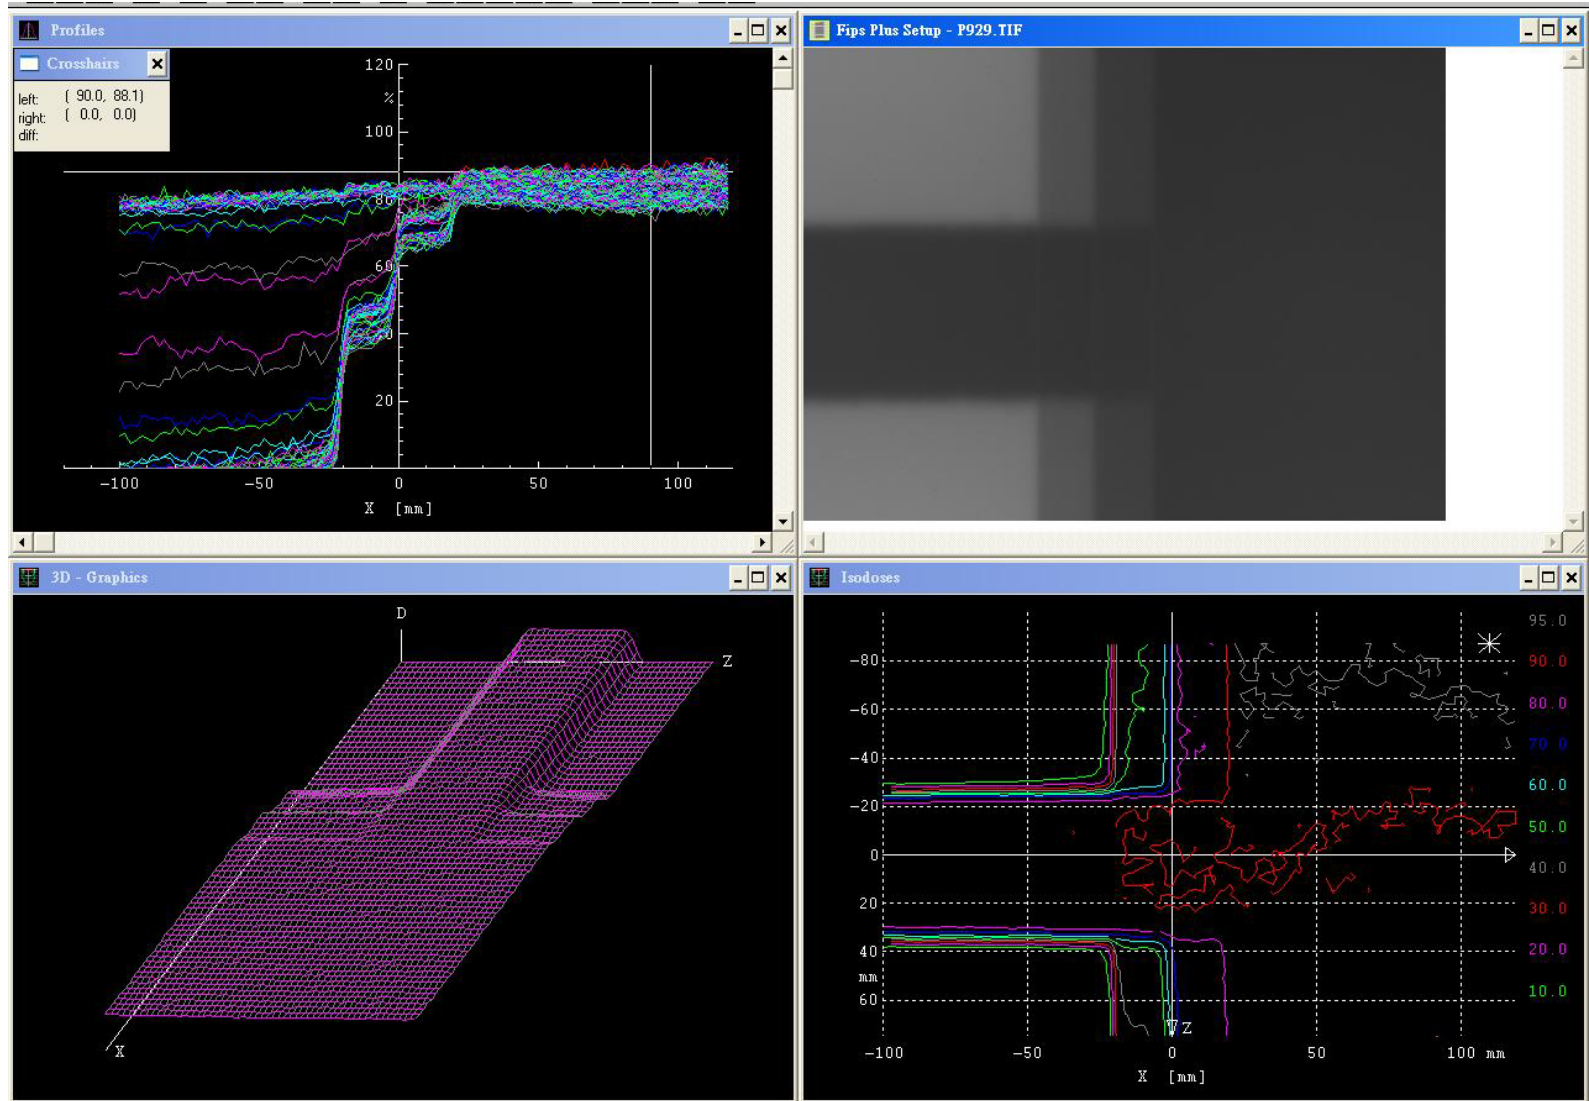 Profiles
Crosshairs
left: ( 90.0, 88.1)
right: ( 0.0, 0.0)
diff:
120
%
100
80
60
40
20
-100 -50 0 50 100
X [mm]
Fips Plus Setup - P929.TIF
3D - Graphics
D
Z
X
Isodoses
95.0
90.0
80.0
70.0
60.0
50.0
40.0
30.0
20.0
10.0
-80
-60
-40
-20
0
20
40
mm
60
Z
-100 -50 0 50 100 mm
X [mm]